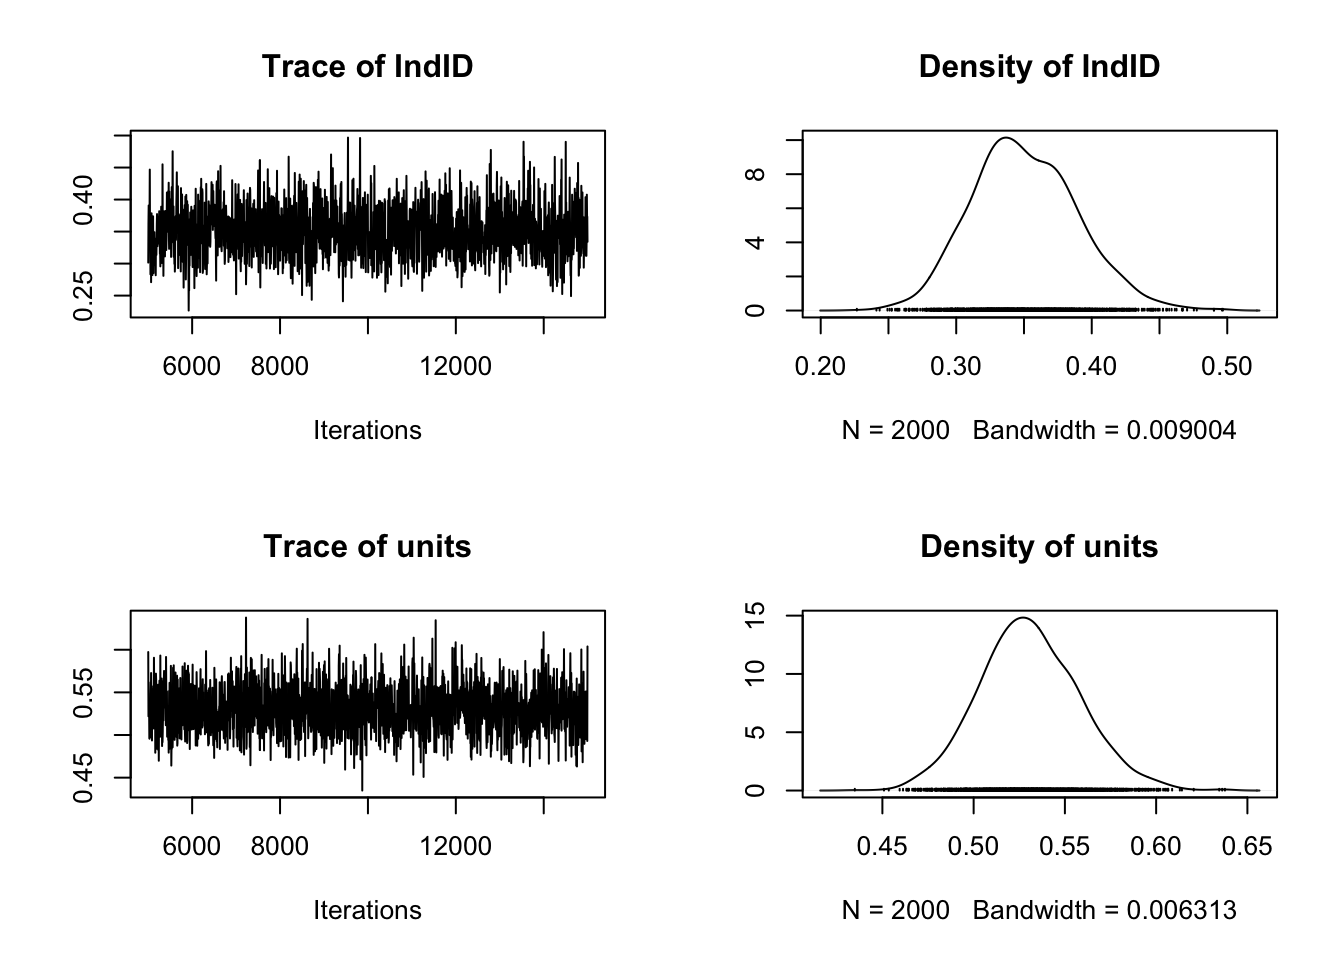 Trace of IndID
0.40
0.25
6000 8000 12000
Iterations
Density of IndID
8
4
0
0.20 0.30 0.40 0.50
N = 2000 Bandwidth = 0.009004
Trace of units
0.55
0.45
6000 8000 12000
Iterations
Density of units
15
10
5
0
0.45 0.50 0.55 0.60 0.65
N = 2000 Bandwidth = 0.006313